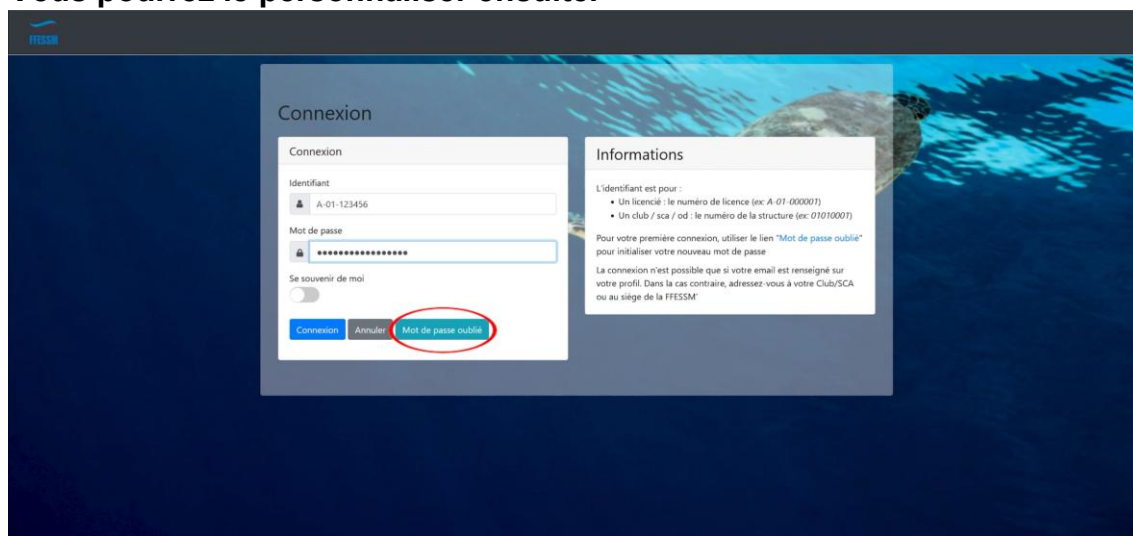 Vous pourrez le personnaliser ensuite.
FFESSM
Connexion
Connexion
Identifiant
A-01-123456
Mot de passe
•••••••••••••••••
Se souvenir de moi
Connexion
Annuler
Mot de passe oublié
Informations
L'identifiant est pour :
• Un licencié : le numéro de licence (ex: A-01-000001)
• Un club / sca / od : le numéro de la structure (ex: 01010001)
Pour votre première connexion, utiliser le lien "Mot de passe oublié"
pour initialiser votre nouveau mot de passe
La connexion n'est possible que si votre email est renseigné sur
votre profil. Dans la cas contraire, adressez-vous à votre Club/SCA
ou au siège de la FFESSM'